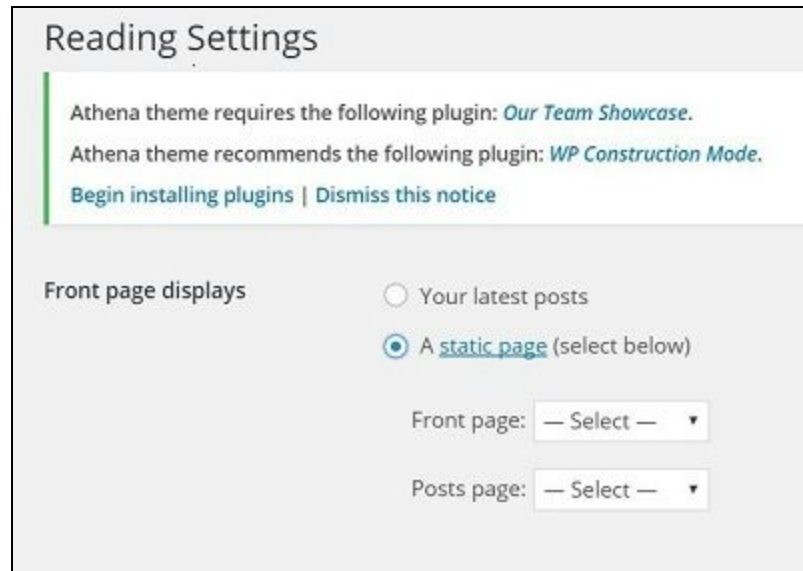 Reading Settings
Athena theme requires the following plugin: Our Team Showcase.
Athena theme recommends the following plugin: WP Construction Mode.
Begin installing plugins | Dismiss this notice
Front page displays
Your latest posts
A static page (select below)
Front page: — Select —
Posts page: — Select —